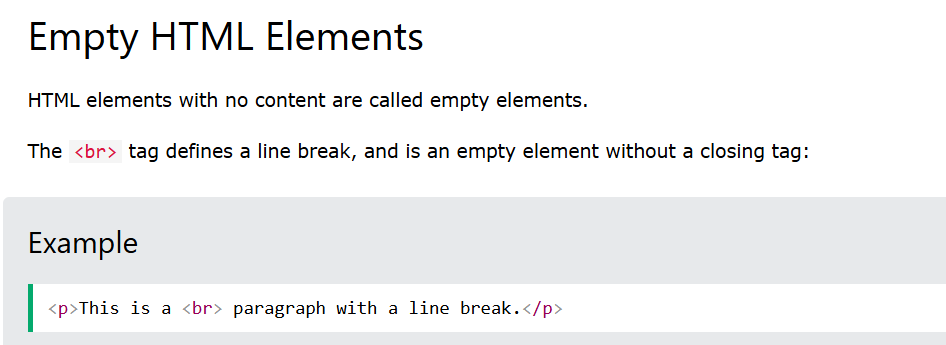 Empty HTML Elements
HTML elements with no content are called empty elements.
The <br> tag defines a line break, and is an empty element without a closing tag:
Example
<p>This is a <br> paragraph with a line break.</p>